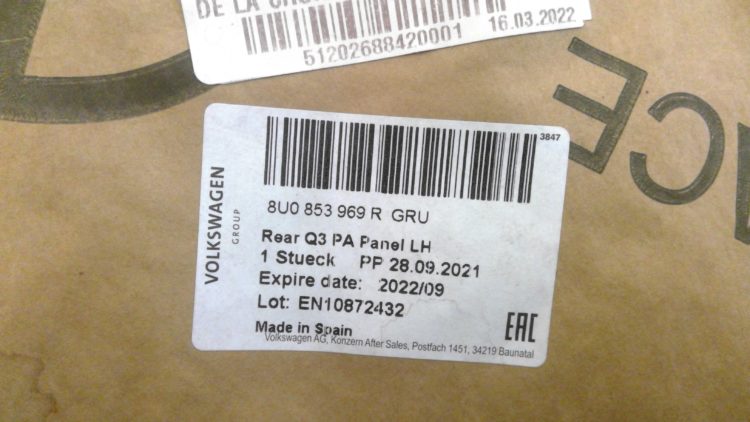 DE LA
51202688420001
16.03.2022
3847
8U0 853 969 R GRU
VOLKSWAGEN
GROUP
Rear Q3 PA Panel LH
1 Stueck PP 28.09.2021
Expire date: 2022/09
Lot: EN10872432
EAC
Made in Spain
Volkswagen AG, Konzern After Sales, Postfach 1451, 34219 Baunatal